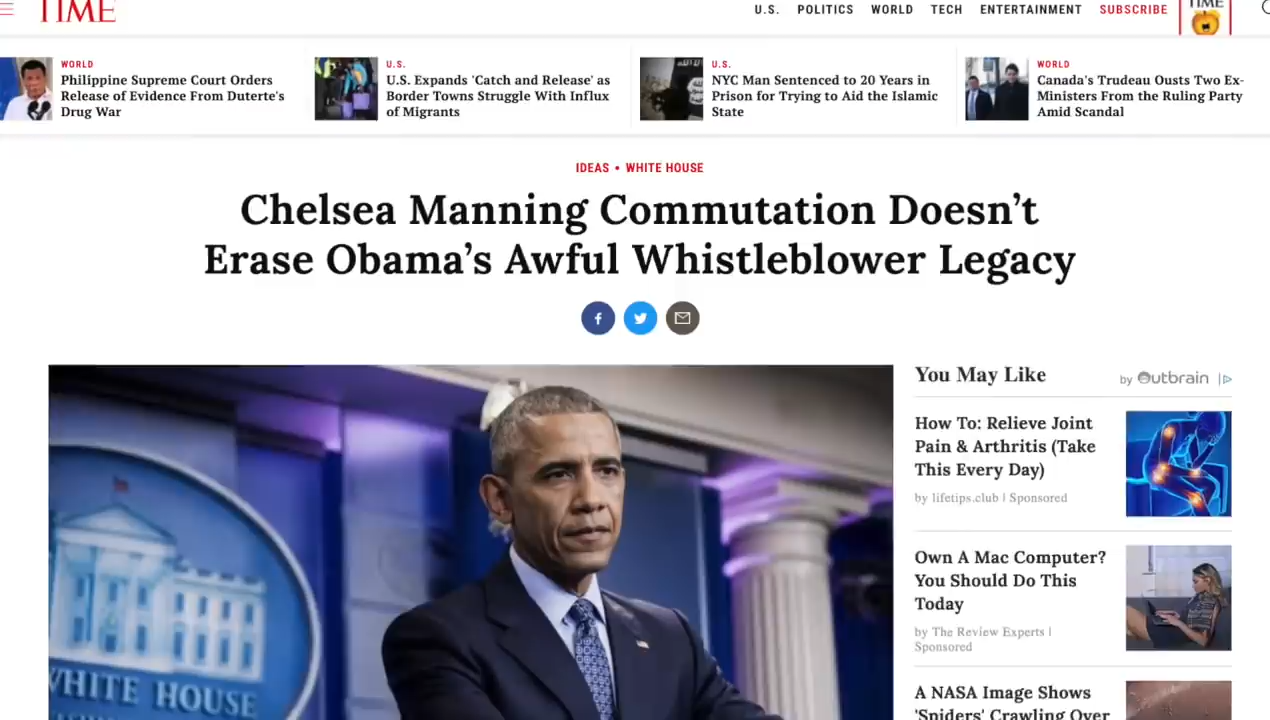 TIME
U.S. POLITICS WORLD TECH ENTERTAINMENT SUBSCRIBE
TIME
WORLD
Philippine Supreme Court Orders
Release of Evidence From Duterte's
Drug War
U.S.
U.S. Expands 'Catch and Release' as
Border Towns Struggle With Influx
of Migrants
U.S.
NYC Man Sentenced to 20 Years in
Prison for Trying to Aid the Islamic
State
WORLD
Canada's Trudeau Ousts Two Ex-
Ministers From the Ruling Party
Amid Scandal
IDEAS • WHITE HOUSE
Chelsea Manning Commutation Doesn’t
Erase Obama’s Awful Whistleblower Legacy
WHITE HOUSE
You May Like
by Outbrain
How To: Relieve Joint
Pain & Arthritis (Take
This Every Day)
by lifetips.club | Sponsored
Own A Mac Computer?
You Should Do This
Today
by The Review Experts |
Sponsored
A NASA Image Shows
'Spiders' Crawling Over